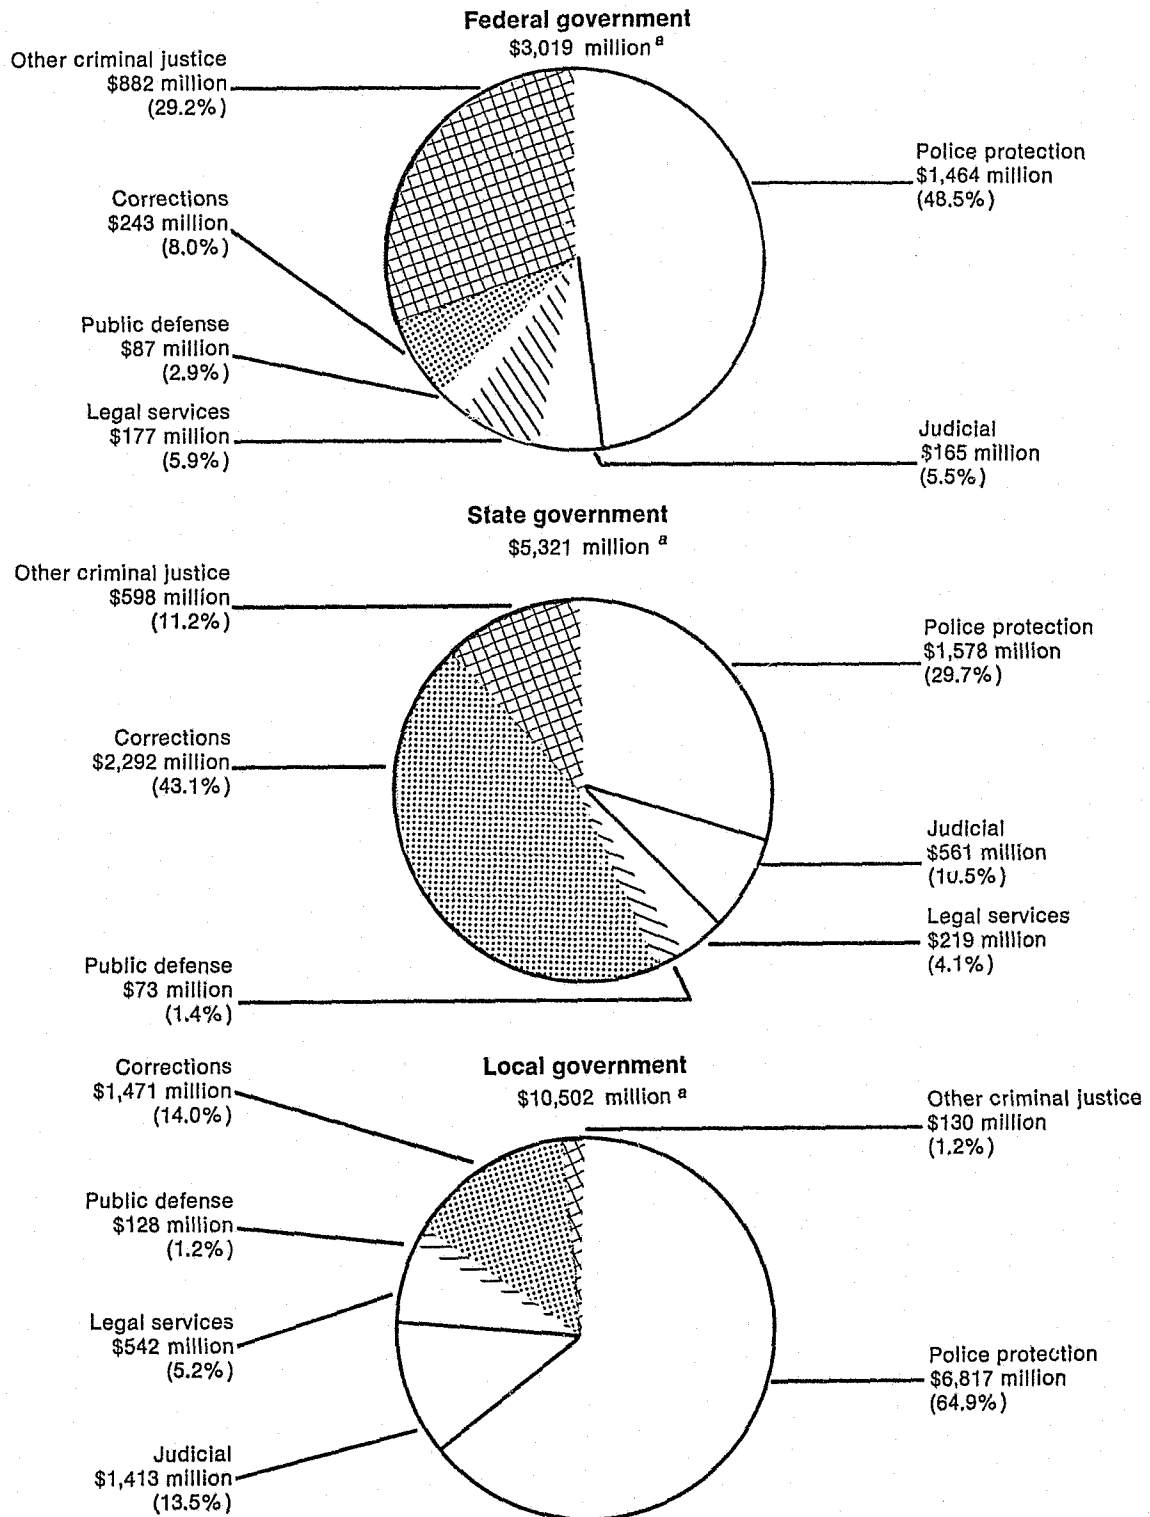 Federal government
$3,019 million a
Other criminal justice
$882 million
(29.2%)
Police protection
$1,464 million
(48.5%)
Corrections
$243 million
(8.0%)
Public defense
$87 million
(2.9%)
Legal services
$177 million
(5.9%)
Judicial
$165 million
(5.5%)
State government
$5,321 million a
Other criminal justice
$598 million
(11.2%)
Police protection
$1,578 million
(29.7%)
Corrections
$2,292 million
(43.1%)
Judicial
$561 million
(10.5%)
Legal services
$219 million
(4.1%)
Public defense
$73 million
(1.4%)
Local government
$10,502 million a
Corrections
$1,471 million
(14.0%)
Other criminal justice
$130 million
(1.2%)
Public defense
$128 million
(1.2%)
Legal services
$542 million
(5.2%)
Police protection
$6,817 million
(64.9%)
Judicial
$1,413 million
(13.5%)